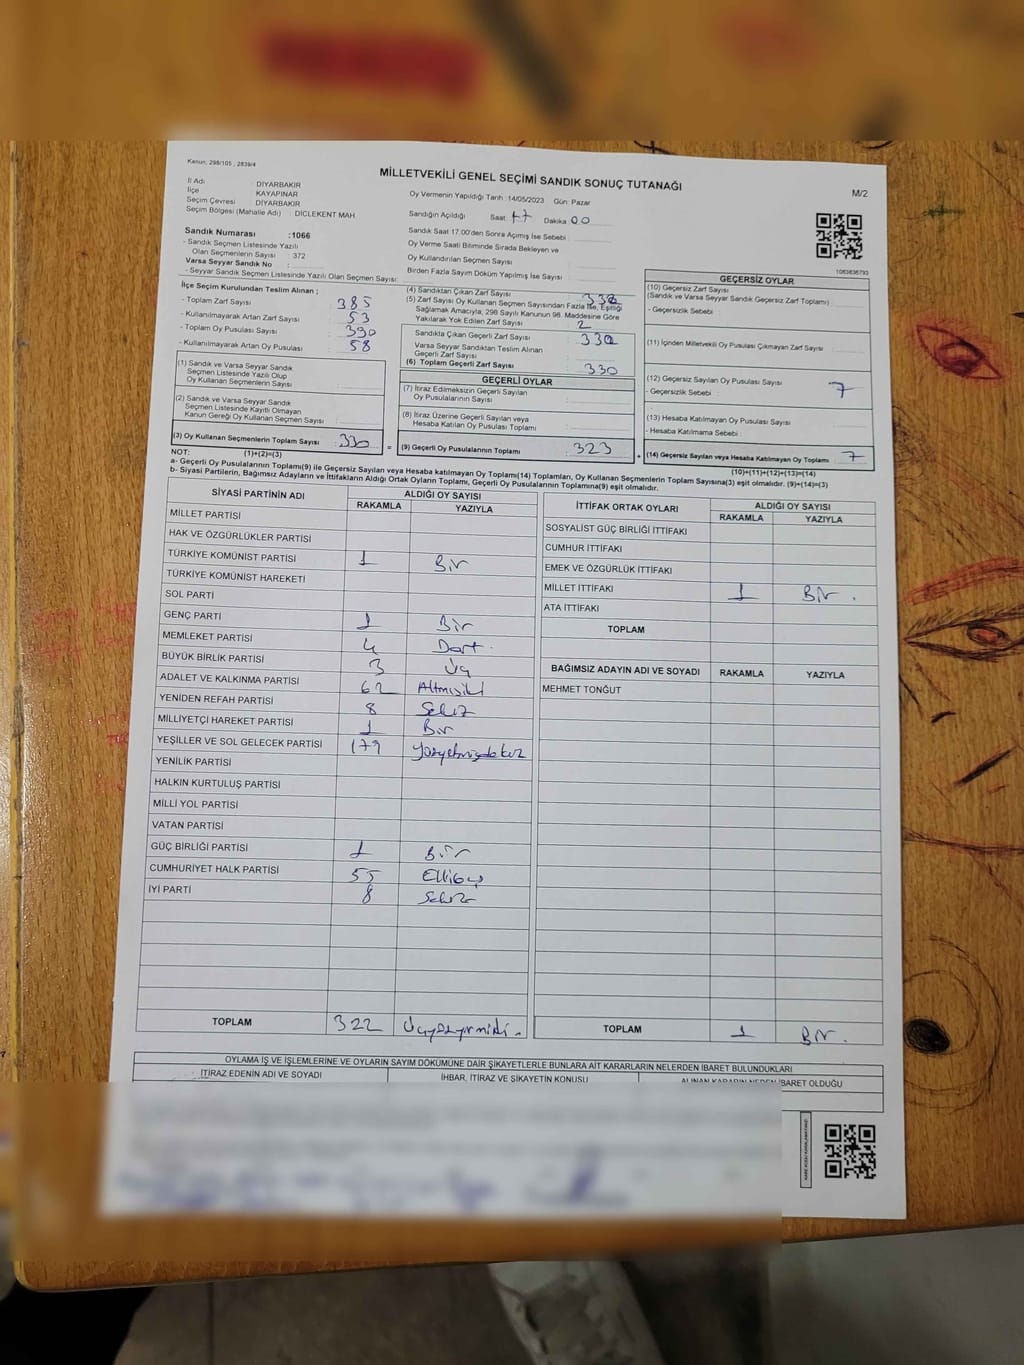 Kanun; 298/105 , 2839/4
MİLLETVEKİLİ GENEL SEÇİMİ SANDIK SONUÇ TUTANAĞI
M/2
İl Adı DİYARBAKIR
İlçe KAYAPINAR
Seçim Çevresi DİYARBAKIR
Seçim Bölgesi (Mahalle Adı) : DİCLEKENT MAH
Sandık Numarası :1066
- Sandık Seçmen Listesinde Yazılı
Olan Seçmenlerin Sayısı : 372
Varsa Seyyar Sandık No :
- Seyyar Sandık Seçmen Listesinde Yazılı Olan Seçmen Sayısı:
Oy Vermenin Yapıldığı Tarih :14/05/2023 Gün: Pazar
Sandığın Açıldığı Saat: 17 Dakika 00
Sandık Saat 17.00'den Sonra Açılmış İse Sebebi :
Oy Verme Saati Bitiminde Sırada Bekleyen ve
Oy Kullandırılan Seçmen Sayısı
Birden Fazla Sayım Döküm Yapılmış İse Sayısı :
1063636793
İlçe Seçim Kurulundan Teslim Alınan ;
- Toplam Zarf Sayısı 385
- Kullanılmayarak Artan Zarf Sayısı 53
- Toplam Oy Pusulası Sayısı 390
- Kullanılmayarak Artan Oy Pusulası 58
(1) Sandık ve Varsa Seyyar Sandık
Seçmen Listesinde Yazılı Olup
Oy Kullanan Seçmenlerin Sayısı :
(2) Sandık ve Varsa Seyyar Sandık
Seçmen Listesinde Kayıtlı Olmayan
Kanun Gereği Oy Kullanan Seçmen Sayısı :
(3) Oy Kullanan Seçmenlerin Toplam Sayısı : 330
(4) Sandıktan Çıkan Zarf Sayısı
(5) Zarf Sayısı Oy Kullanan Seçmen Sayısından Fazla İse, Eşitliği
Sağlamak Amacıyla, 298 Sayılı Kanunun 98. Maddesine Göre
Yakılarak Yok Edilen Zarf Sayısı : 2
Sandıkta Çıkan Geçerli Zarf Sayısı : 330
Varsa Seyyar Sandıktan Teslim Alınan
Geçerli Zarf Sayısı
(6) Toplam Geçerli Zarf Sayısı : 330
GEÇERLİ OYLAR
(7) İtiraz Edilmeksizin Geçerli Sayılan
Oy Pusulalarının Sayısı
(8) İtiraz Üzerine Geçerli Sayılan veya
Hesaba Katılan Oy Pusulaları Toplamı :
= (9) Geçerli Oy Pusulalarının Toplamı : 323
GEÇERSİZ OYLAR
(10) Geçersiz Zarf Sayısı
(Sandık ve Varsa Seyyar Sandık Geçersiz Zarf Toplamı) :
- Geçersizlik Sebebi :
(11) İçinden Milletvekili Oy Pusulası Çıkmayan Zarf Sayısı :
(12) Geçersiz Sayılan Oy Pusulası Sayısı : 7
- Geçersizlik Sebebi :
(13) Hesaba Katılmayan Oy Pusulası Sayısı :
- Hesaba Katılmama Sebebi :
+ (14) Geçersiz Sayılan veya Hesaba Katılmayan Oy Toplamı : 7
NOT: (1)+(2)=(3)
(10)+(11)+(12)+(13)=(14)
a- Geçerli Oy Pusulalarının Toplamı(9) ile Geçersiz Sayılan veya Hesaba katılmayan Oy Toplam(14) Toplamları, Oy Kullanan Seçmenlerin Toplam Sayısına(3) eşit olmalıdır. (9)+(14)=(3)
b- Siyasi Partilerin, Bağımsız Adayların ve İttifakların Aldığı Ortak Oyların Toplamı, Geçerli Oy Pusulalarının Toplamına(9) eşit olmalıdır.
SİYASİ PARTİNİN ADI ALDIĞI OY SAYISI
RAKAMLA YAZIYLA
MİLLET PARTİSİ
HAK VE ÖZGÜRLÜKLER PARTİSİ
TÜRKİYE KOMÜNİST PARTİSİ 1 Bir
TÜRKİYE KOMÜNİST HAREKETİ
SOL PARTİ
GENÇ PARTİ 1 Bir
MEMLEKET PARTİSİ 4 Dört.
BÜYÜK BİRLİK PARTİSİ 3 Üç
ADALET VE KALKINMA PARTİSİ 62 Altmışiki
YENİDEN REFAH PARTİSİ 8 Sekiz
MİLLİYETÇİ HAREKET PARTİSİ 1 Bir
YEŞİLLER VE SOL GELECEK PARTİSİ 179 Yüzyetmişdokuz
YENİLİK PARTİSİ
HALKIN KURTULUŞ PARTİSİ
MİLLİ YOL PARTİSİ
VATAN PARTİSİ
GÜÇ BİRLİĞİ PARTİSİ 1 Bir
CUMHURİYET HALK PARTİSİ 55 Ellibeş
İYİ PARTİ 8 Sekiz
TOPLAM 322 Üçyüzyirmiiki.
İTTİFAK ORTAK OYLARI ALDIĞI OY SAYISI
RAKAMLA YAZIYLA
SOSYALİST GÜÇ BİRLİĞİ İTTİFAKI
CUMHUR İTTİFAKI
EMEK VE ÖZGÜRLÜK İTTİFAKI
MİLLET İTTİFAKI 1 Bir.
ATA İTTİFAKI
TOPLAM
BAĞIMSIZ ADAYIN ADI VE SOYADI RAKAMLA YAZIYLA
MEHMET TONĞUT
TOPLAM 1 Bir.
OYLAMA İŞ VE İŞLEMLERİNE VE OYLARIN SAYIM DÖKÜMÜNE DAİR ŞİKAYETLERLE BUNLARA AİT KARARLARIN NELERDEN İBARET BULUNDUKLARI
İTİRAZ EDENİN ADI VE SOYADI İHBAR, İTİRAZ VE ŞİKAYETİN KONUSU ALINAN KARARIN NEDEN İBARET OLDUĞU